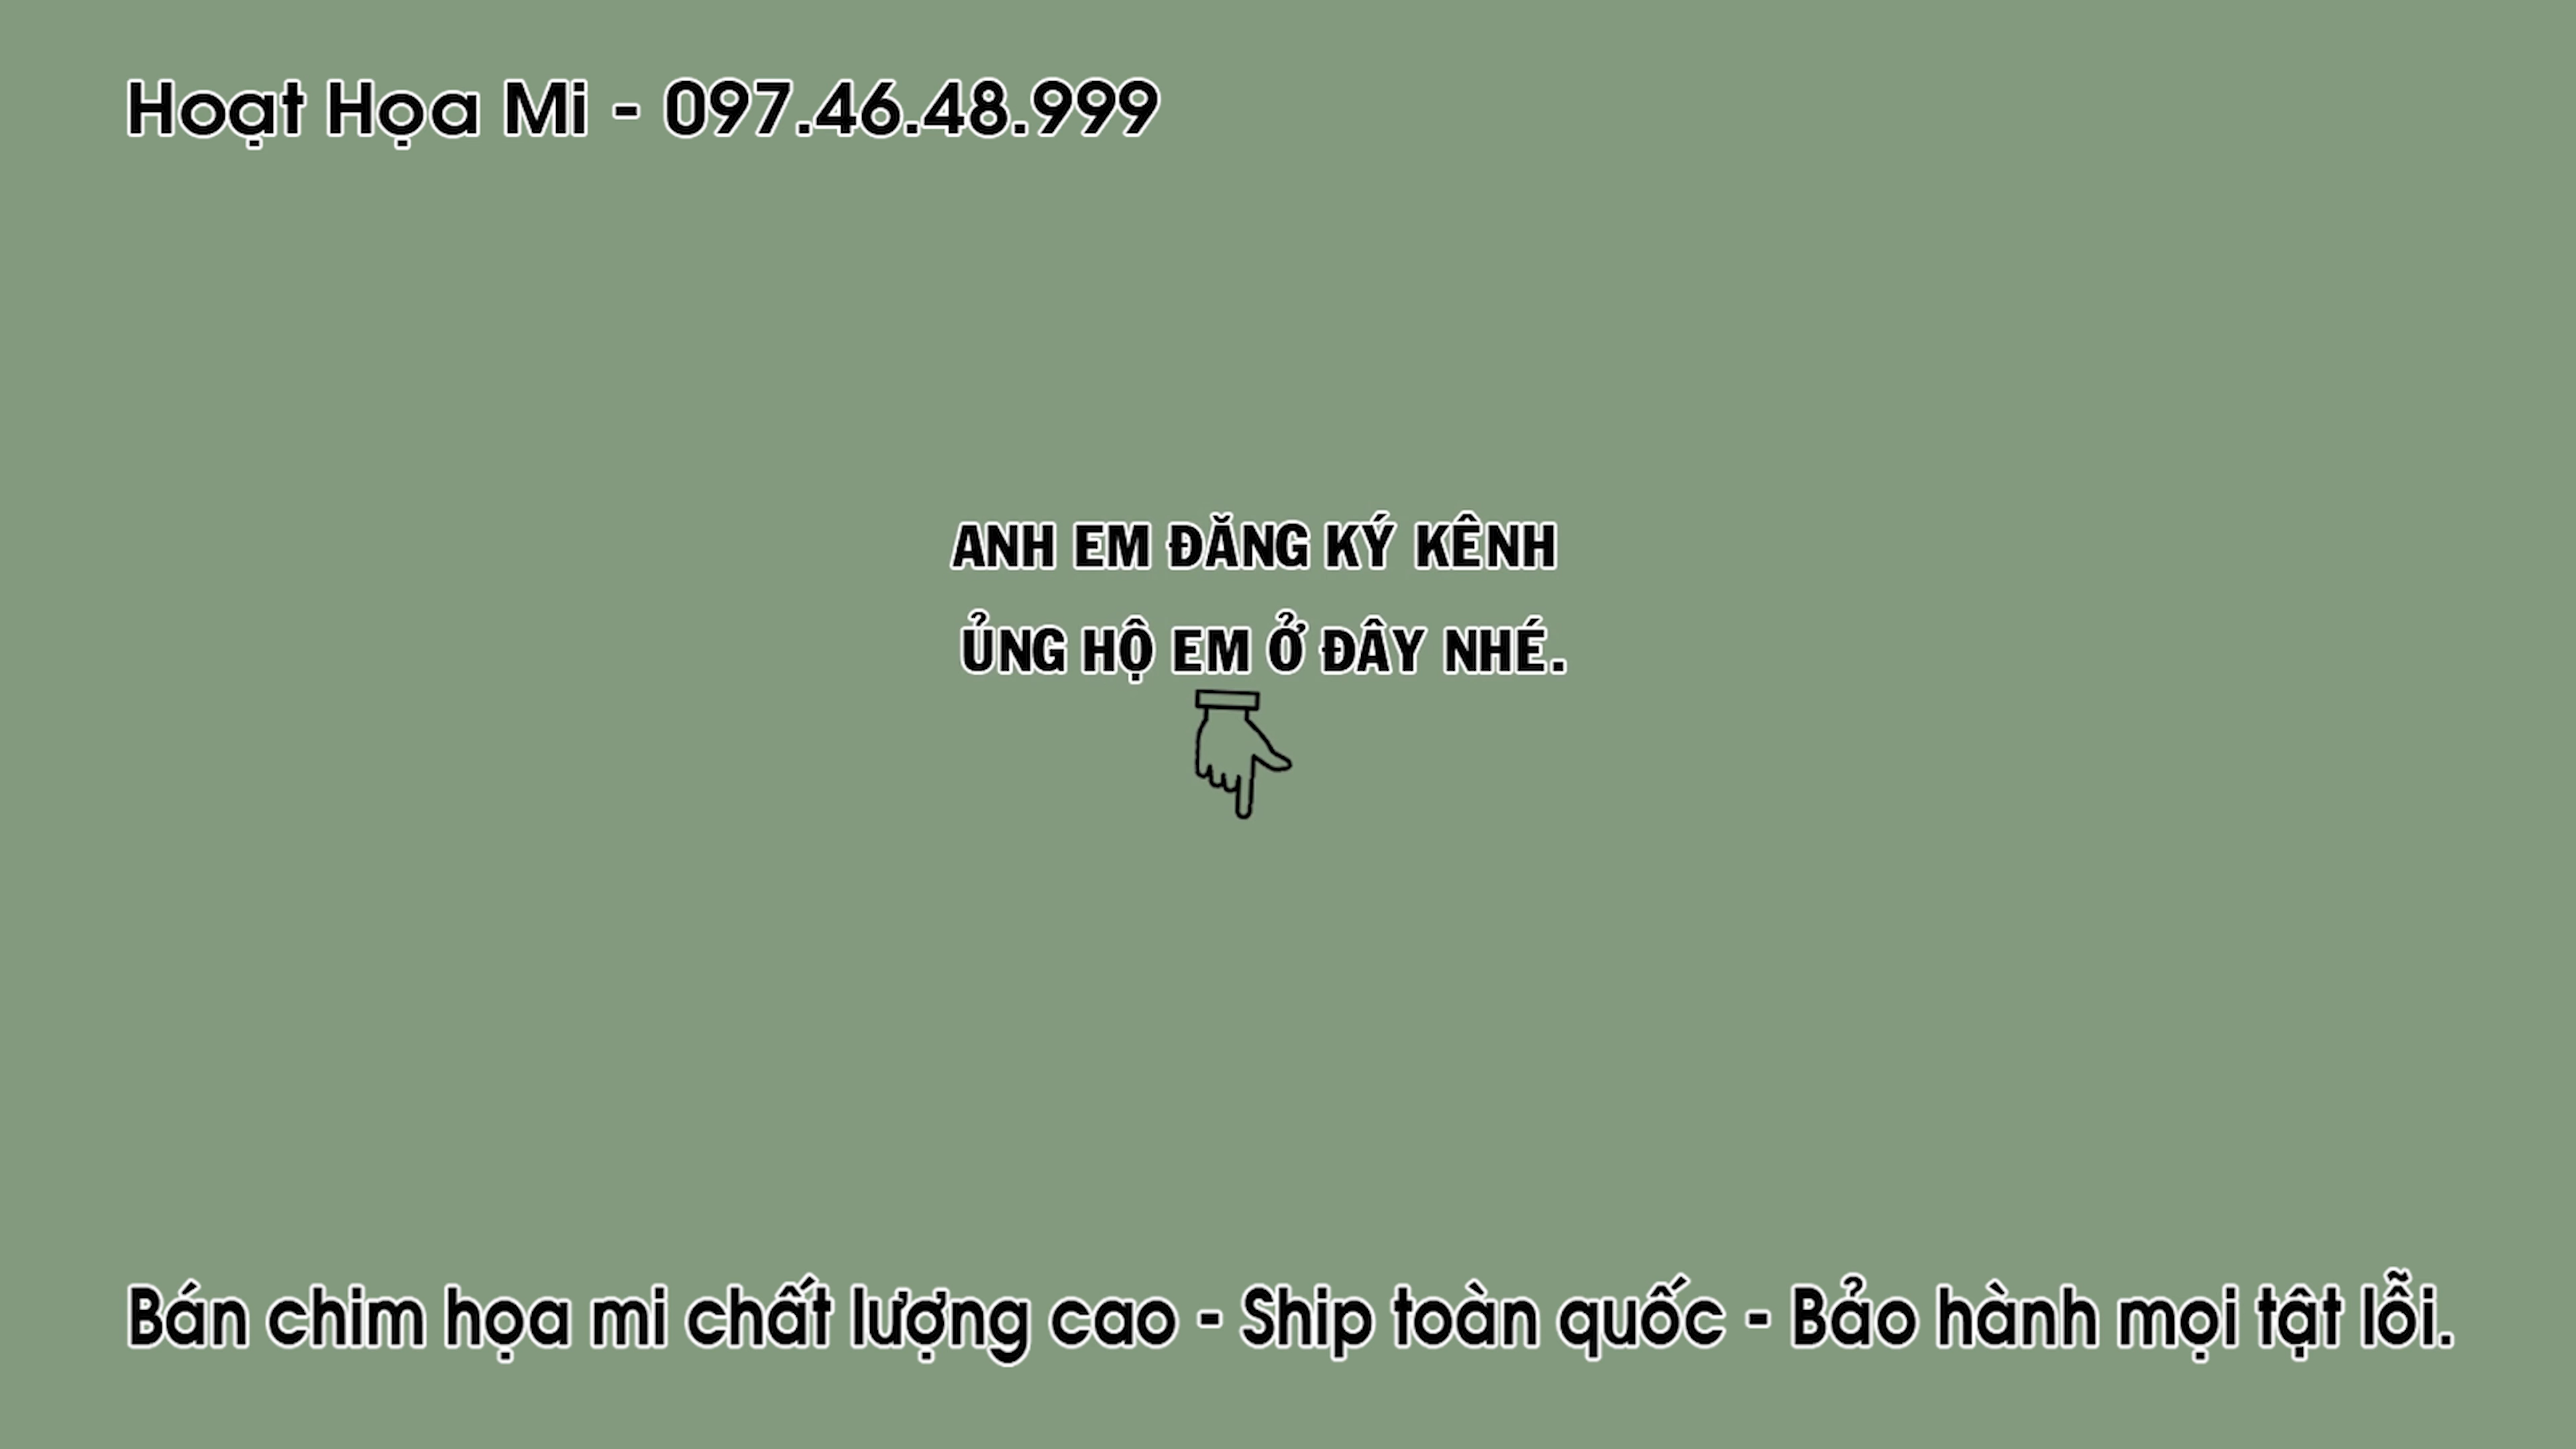 Hoạt Họa Mi - 097.46.48.999
ANH EM ĐĂNG KÝ KÊNH
ỦNG HỘ EM Ở ĐÂY NHÉ.
Bán chim họa mi chất lượng cao - Ship toàn quốc - Bảo hành mọi tật lỗi.